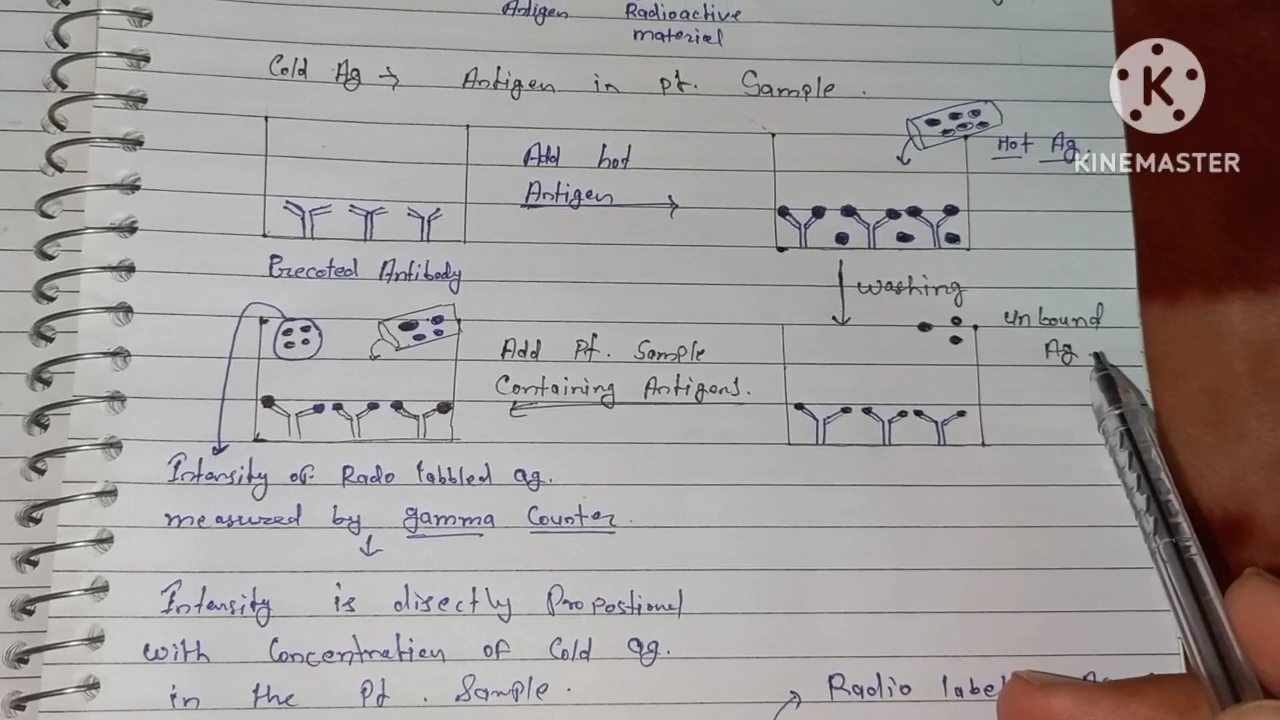 Antigen Radioactive
material
Cold Ag → Antigen in pt. Sample.
Add hot
Antigen
Hot Ag.
K
KINEMASTER
Precoted Antibody
washing
unbound
Ag
Add Pt. Sample
Containing Antigens.
Intensity of Rado labbled ag.
measured by gamma Counter.
Intensity is directly Propostional
with Concentration of Cold ag.
in the Pt. Sample.
Radio label